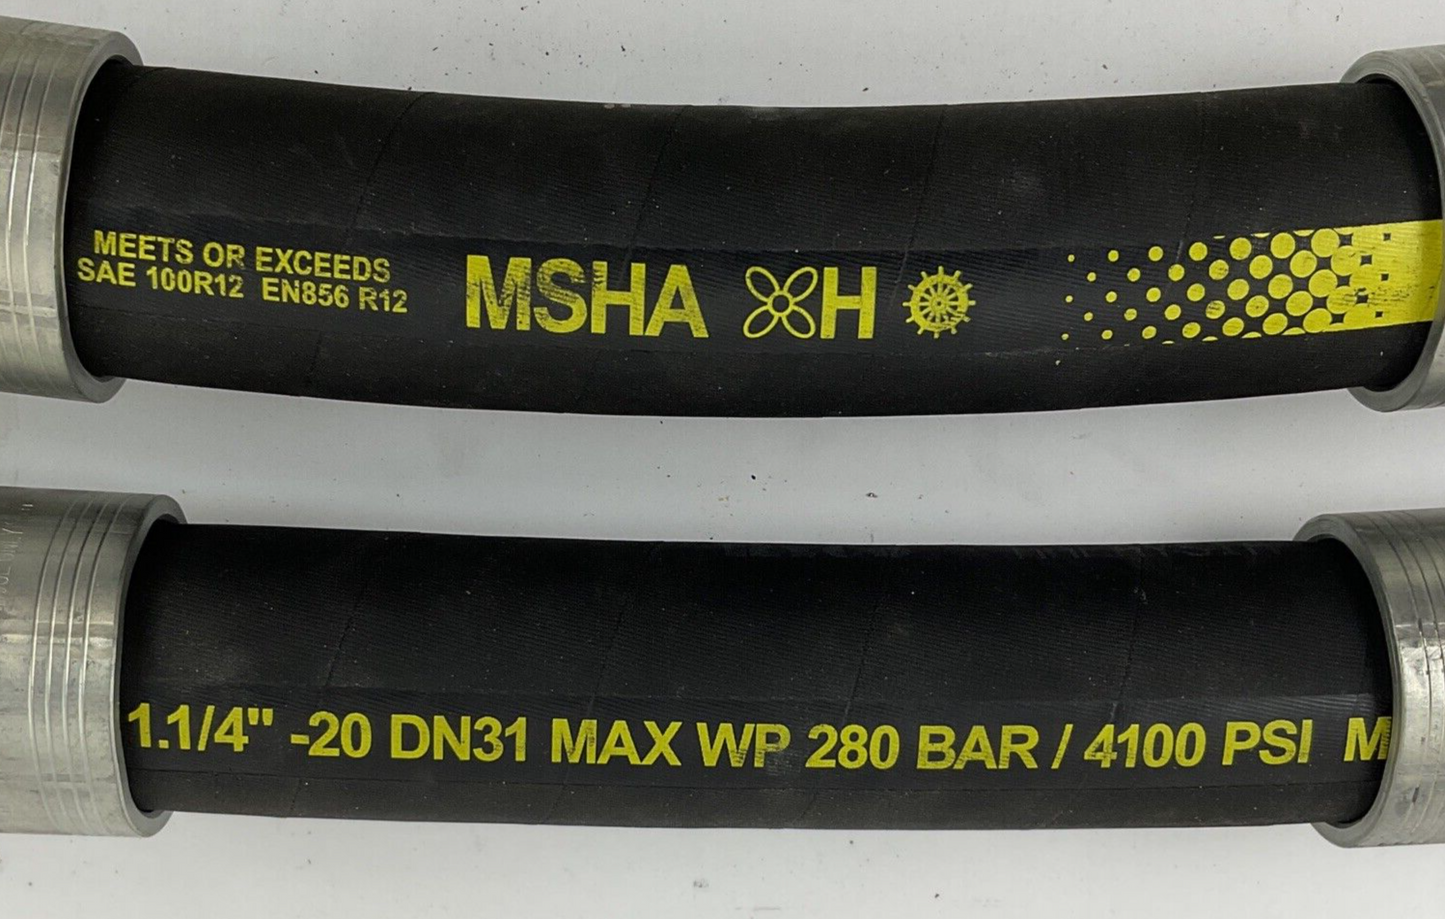 MEETS OR EXCEEDS
SAE 100R12 EN856 R12
MSHA H
1.1/4" -20 DN31 MAX WP 280 BAR / 4100 PSI M